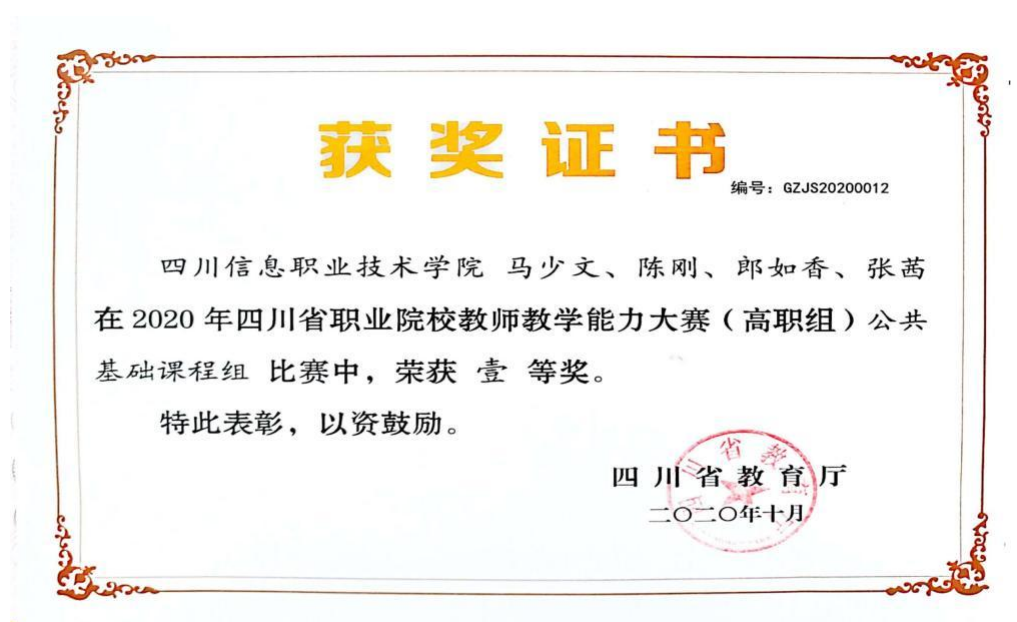 获奖证书
编号：GZJS20200012
四川信息职业技术学院 马少文、陈刚、郎如香、张茜
在2020年四川省职业院校教师教学能力大赛（高职组）公共
基础课程组 比赛中，荣获 壹 等奖。
特此表彰，以资鼓励。
四川省教育厅
二〇二〇年十月